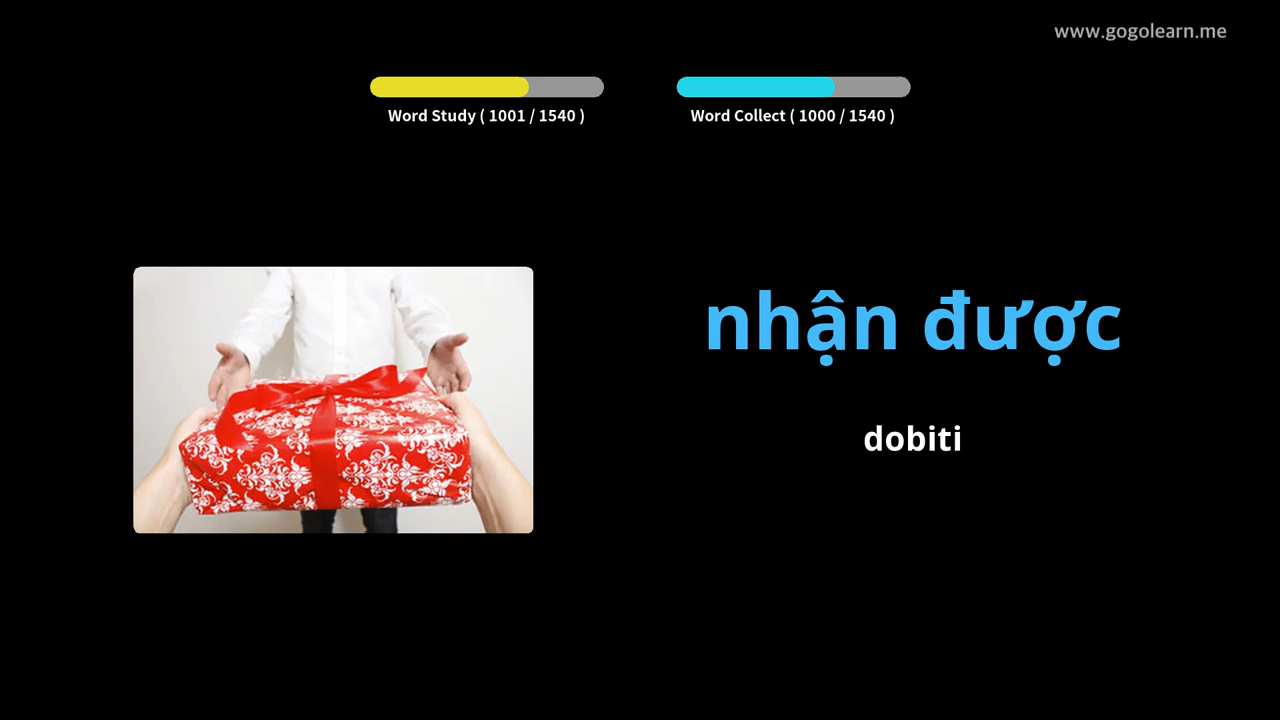 www.gogolearn.me
Word Study ( 1001 / 1540 )
Word Collect ( 1000 / 1540 )
nhận được
dobiti